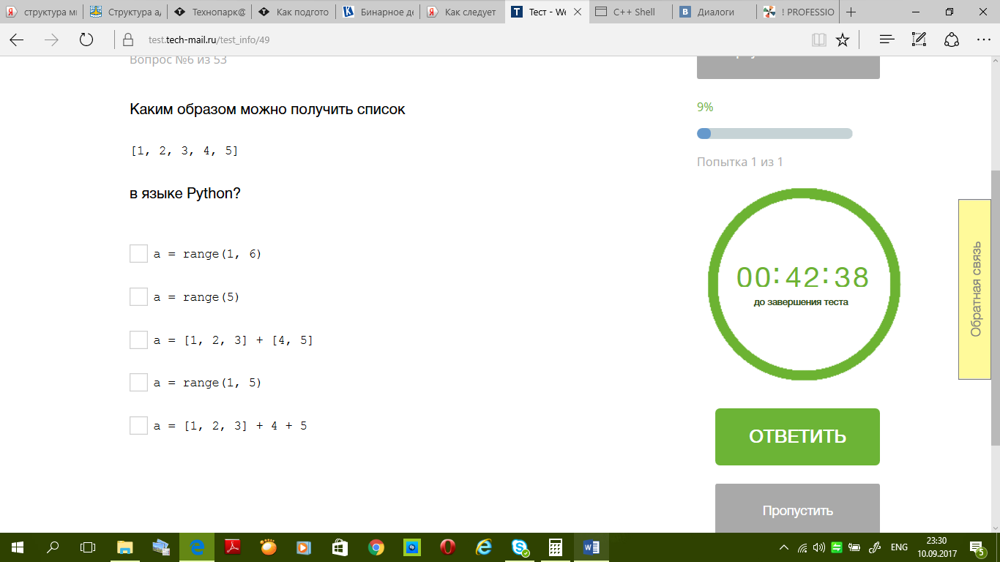 структура мі
Структура ад
Технопарк@
Как подгото
Бинарное де
Как следует
Тест - We
C++ Shell
Диалоги
! PROFESSIO
test.tech-mail.ru/test_info/49
Вопрос №6 из 53
Каким образом можно получить список
[1, 2, 3, 4, 5]
в языке Python?
a = range(1, 6)
a = range(5)
a = [1, 2, 3] + [4, 5]
a = range(1, 5)
a = [1, 2, 3] + 4 + 5
9%
Попытка 1 из 1
00:42:38
до завершения теста
ОТВЕТИТЬ
Пропустить
Обратная связь
ENG
23:30
10.09.2017
5